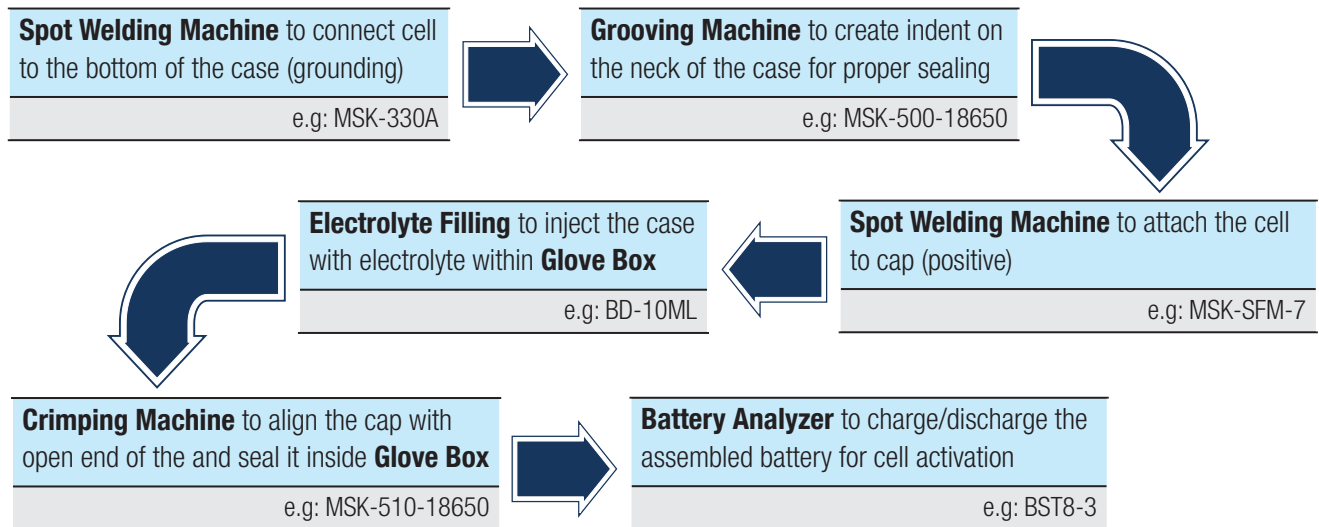 Spot Welding Machine to connect cell
to the bottom of the case (grounding)
e.g: MSK-330A
Grooving Machine to create indent on
the neck of the case for proper sealing
e.g: MSK-500-18650
Spot Welding Machine to attach the cell
to cap (positive)
e.g: MSK-SFM-7
Electrolyte Filling to inject the case
with electrolyte within Glove Box
e.g: BD-10ML
Crimping Machine to align the cap with
open end of the and seal it inside Glove Box
e.g: MSK-510-18650
Battery Analyzer to charge/discharge the
assembled battery for cell activation
e.g: BST8-3